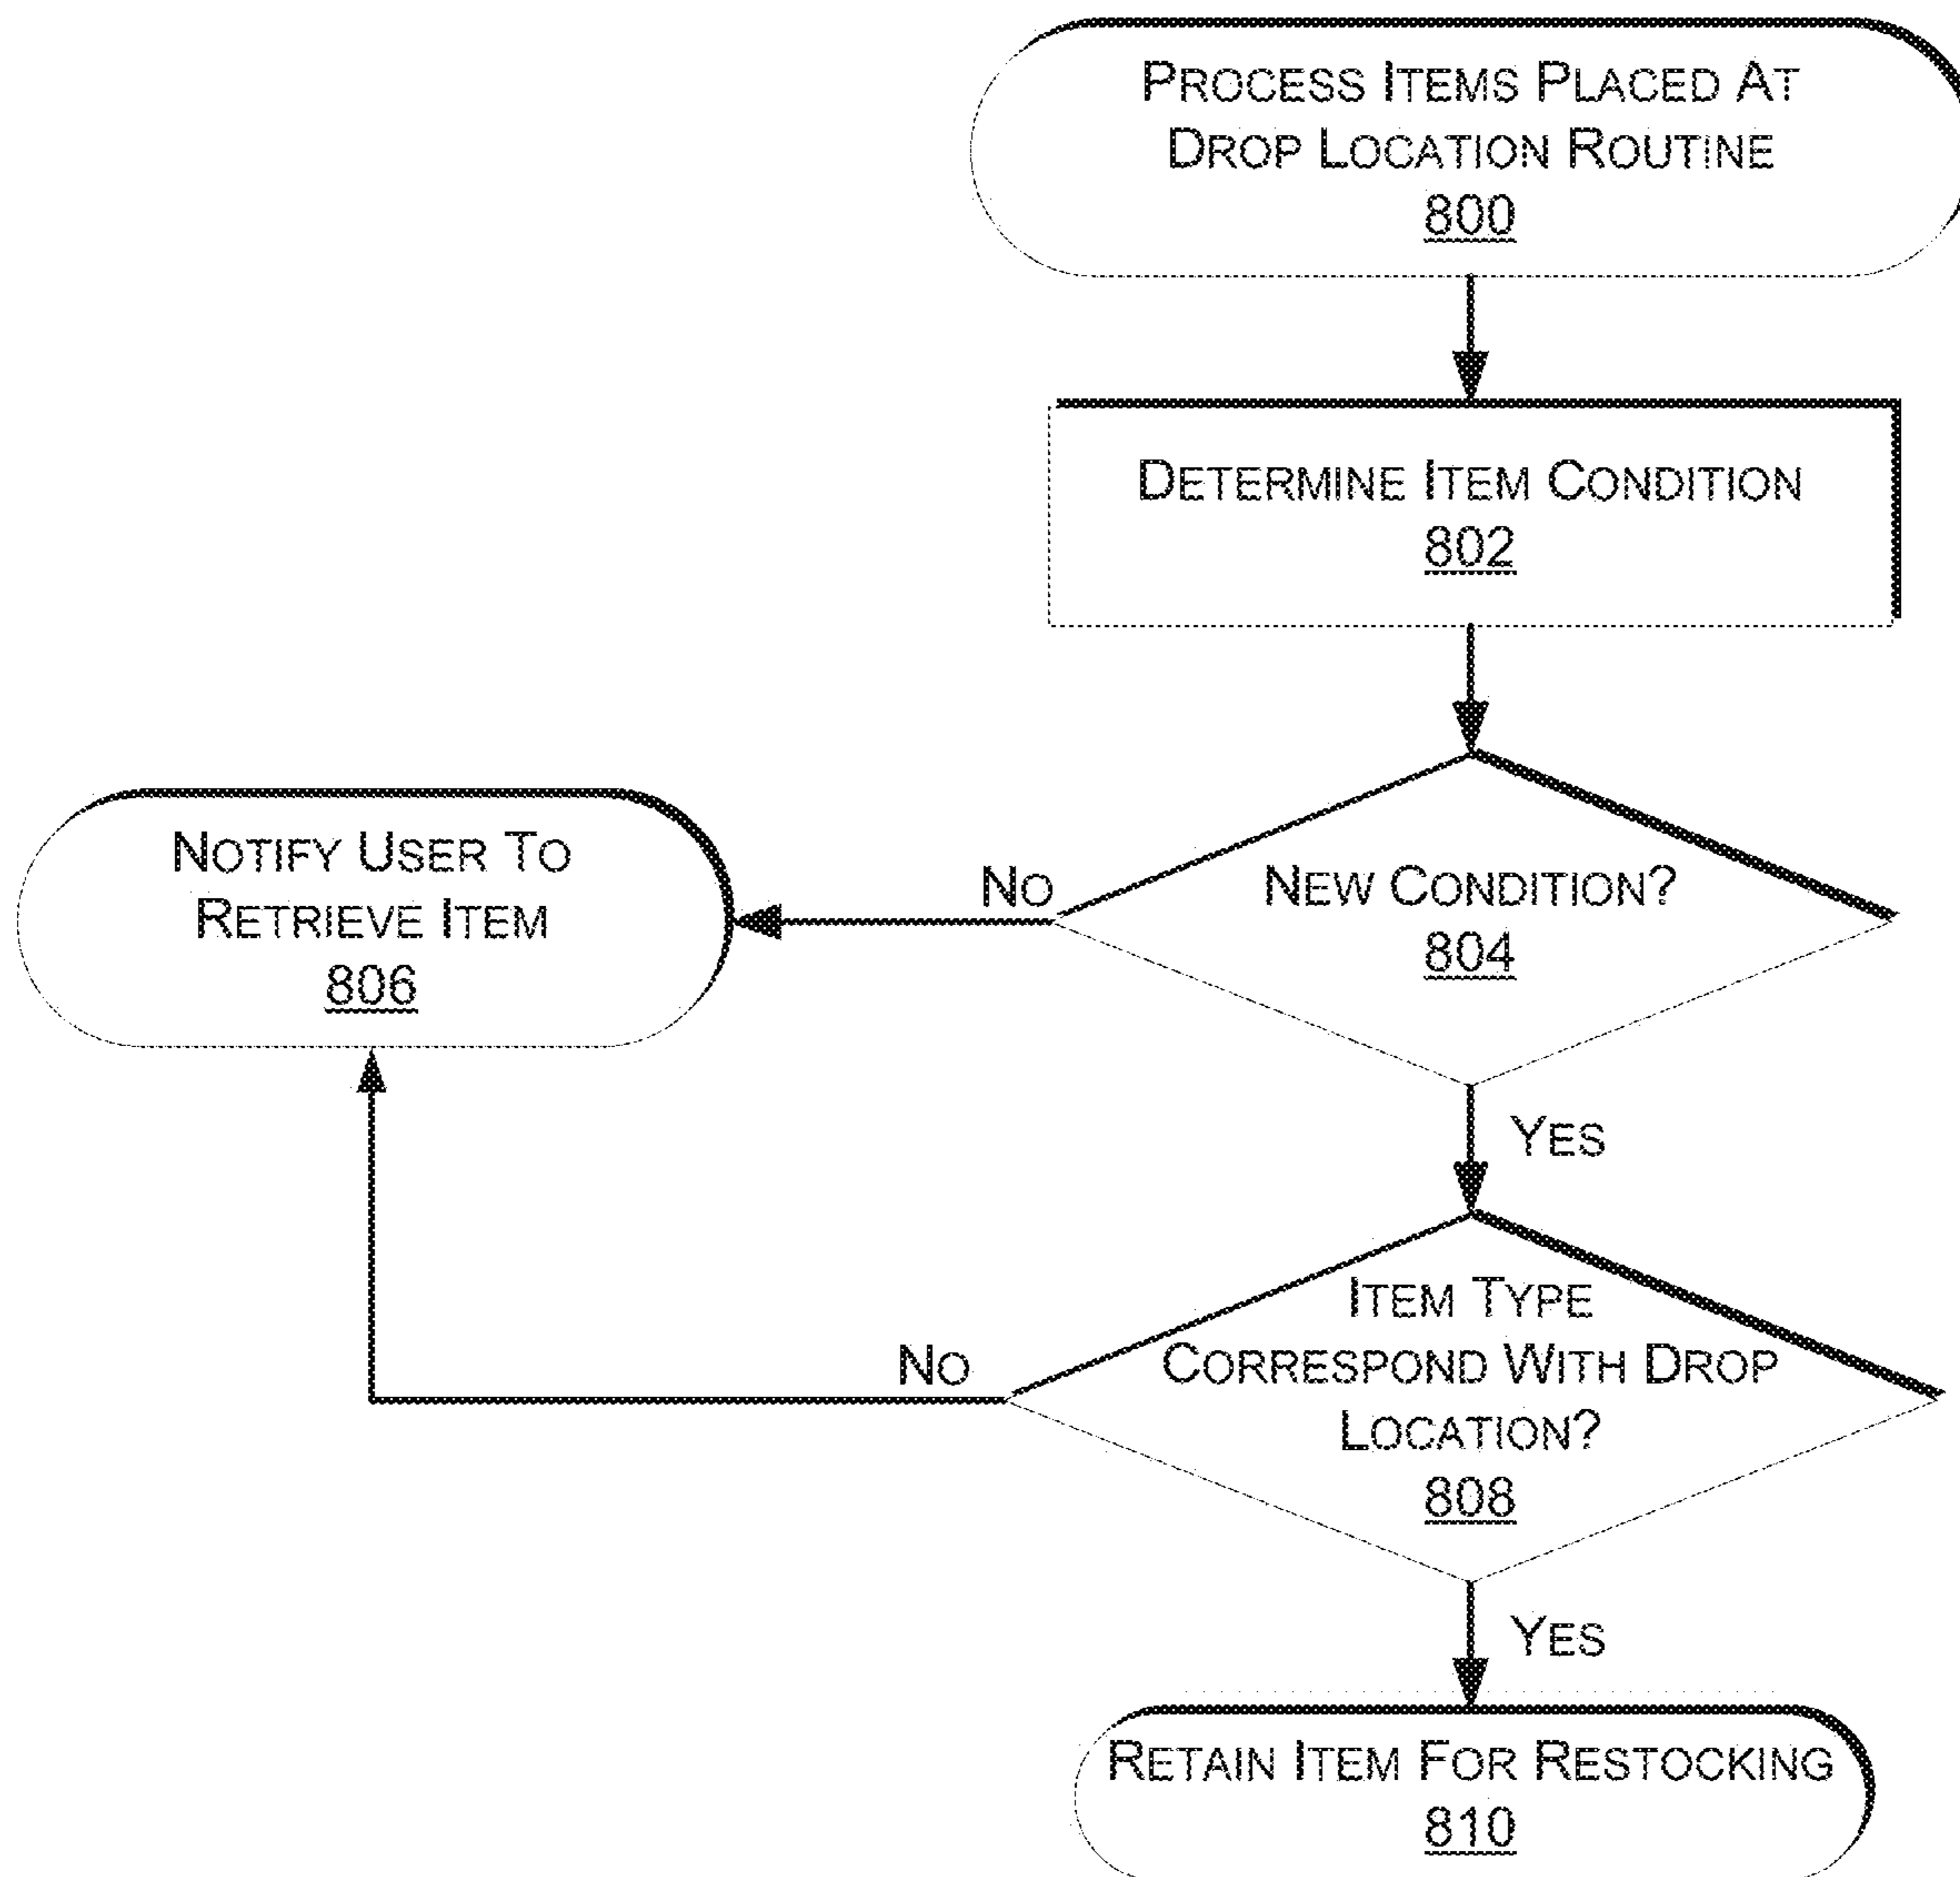 PROCESS ITEMS PLACED AT
DROP LOCATION ROUTINE
800
DETERMINE ITEM CONDITION
802
NOTIFY USER TO
RETRIEVE ITEM
806
NO
NEW CONDITION?
804
YES
ITEM TYPE
CORRESPOND WITH DROP
LOCATION?
808
NO
YES
RETAIN ITEM FOR RESTOCKING
810